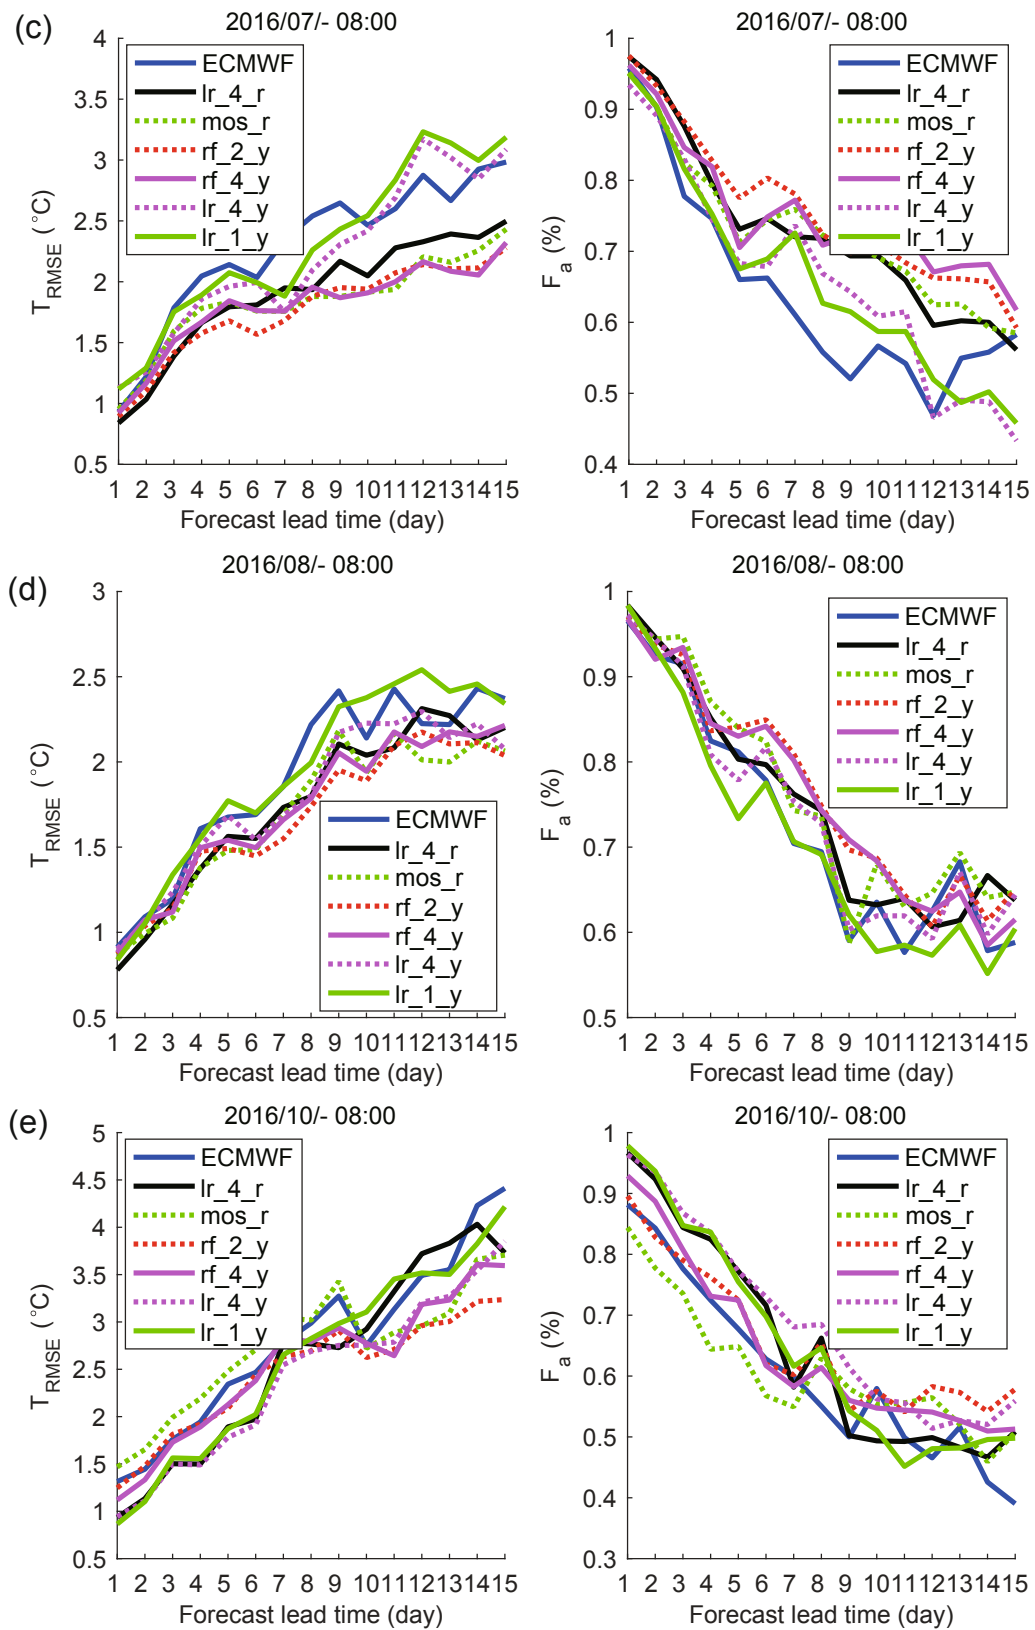 (c)
2016/07/- 08:00
4
3.5
3
2.5
2
1.5
1
0.5
T_RMSE (°C)
ECMWF
lr_4_r
mos_r
rf_2_y
rf_4_y
lr_4_y
lr_1_y
1 2 3 4 5 6 7 8 9 10 11 12 13 14 15
Forecast lead time (day)
2016/07/- 08:00
1
0.9
0.8
0.7
0.6
0.5
0.4
F_a (%)
ECMWF
lr_4_r
mos_r
rf_2_y
rf_4_y
lr_4_y
lr_1_y
1 2 3 4 5 6 7 8 9 10 11 12 13 14 15
Forecast lead time (day)
(d)
2016/08/- 08:00
3
2.5
2
1.5
1
0.5
T_RMSE (°C)
ECMWF
lr_4_r
mos_r
rf_2_y
rf_4_y
lr_4_y
lr_1_y
1 2 3 4 5 6 7 8 9 10 11 12 13 14 15
Forecast lead time (day)
2016/08/- 08:00
1
0.9
0.8
0.7
0.6
0.5
F_a (%)
ECMWF
lr_4_r
mos_r
rf_2_y
rf_4_y
lr_4_y
lr_1_y
1 2 3 4 5 6 7 8 9 10 11 12 13 14 15
Forecast lead time (day)
(e)
2016/10/- 08:00
5
4.5
4
3.5
3
2.5
2
1.5
1
0.5
T_RMSE (°C)
ECMWF
lr_4_r
mos_r
rf_2_y
rf_4_y
lr_4_y
lr_1_y
1 2 3 4 5 6 7 8 9 10 11 12 13 14 15
Forecast lead time (day)
2016/10/- 08:00
1
0.9
0.8
0.7
0.6
0.5
0.4
0.3
F_a (%)
ECMWF
lr_4_r
mos_r
rf_2_y
rf_4_y
lr_4_y
lr_1_y
1 2 3 4 5 6 7 8 9 10 11 12 13 14 15
Forecast lead time (day)